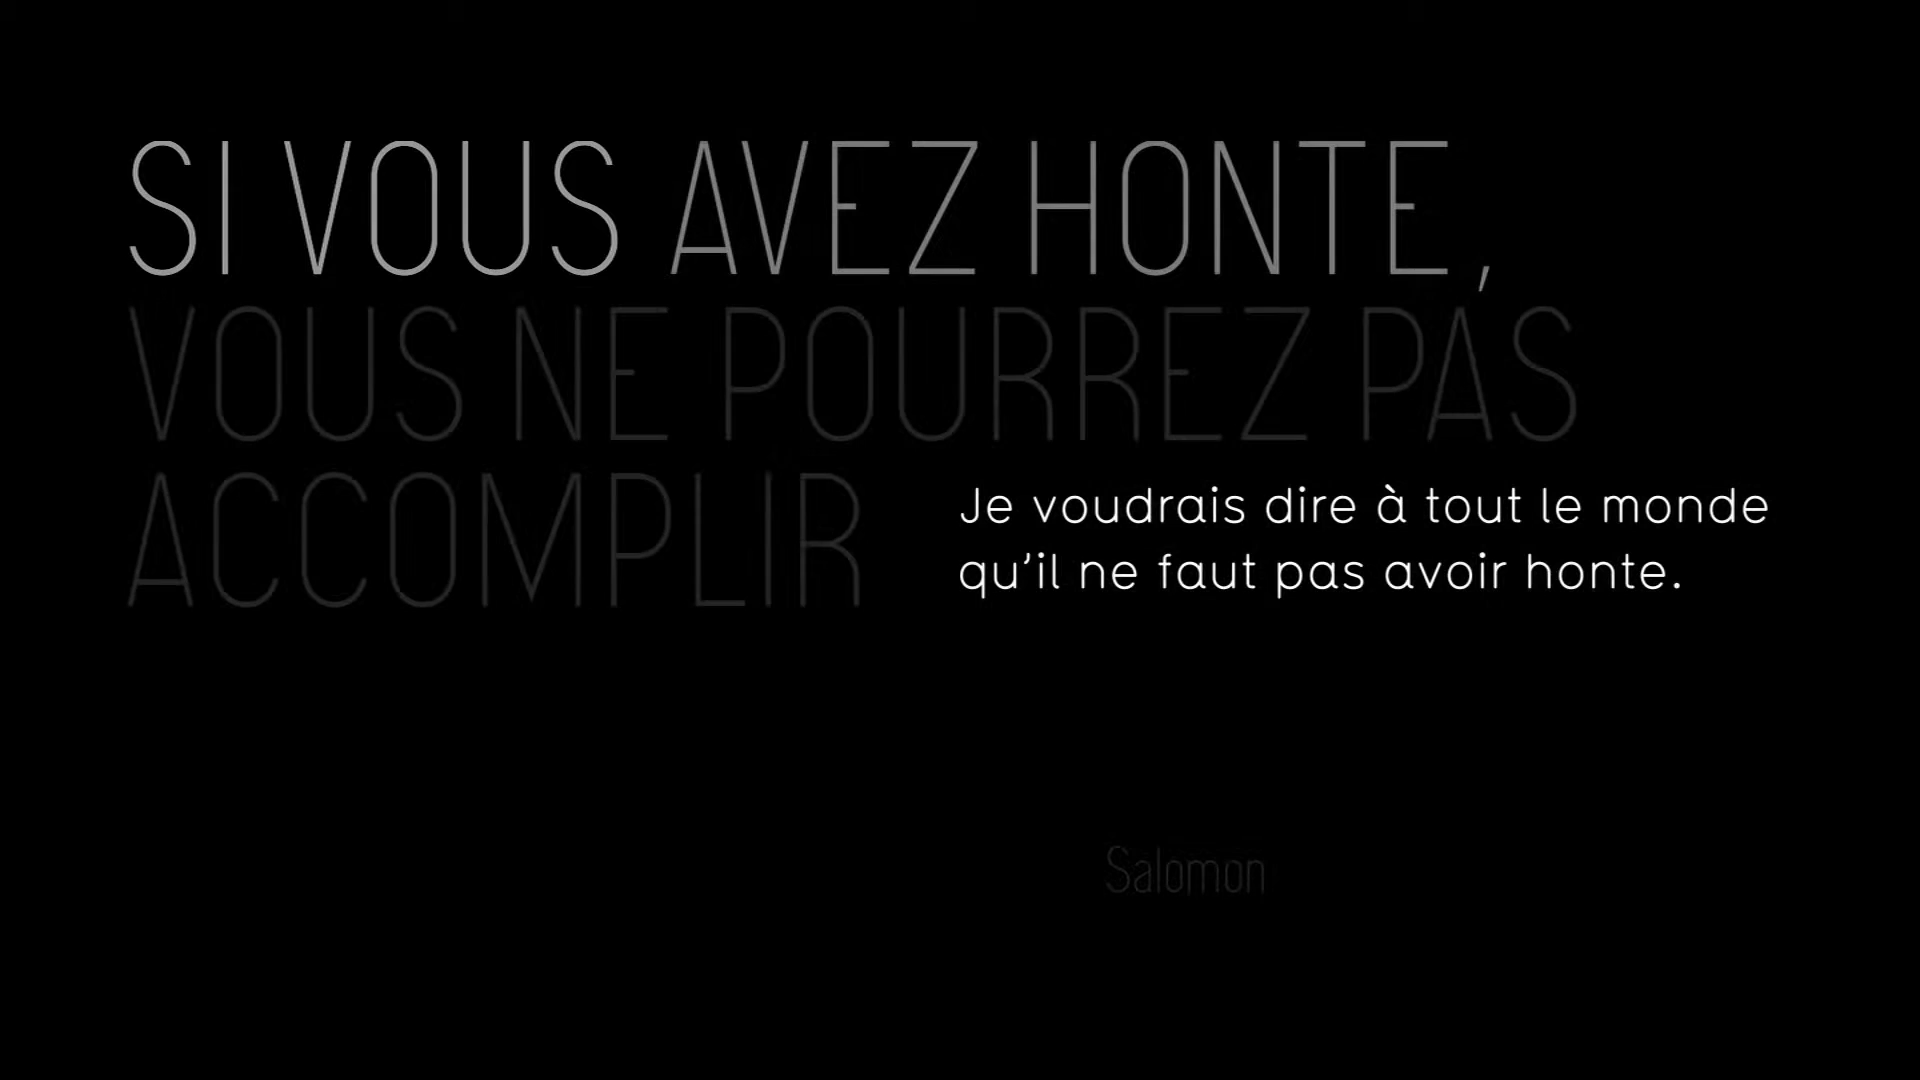 SI VOUS AVEZ HONTE,
VOUS NE POURREZ PAS
ACCOMPLIR
Je voudrais dire à tout le monde
qu’il ne faut pas avoir honte.
Salomon